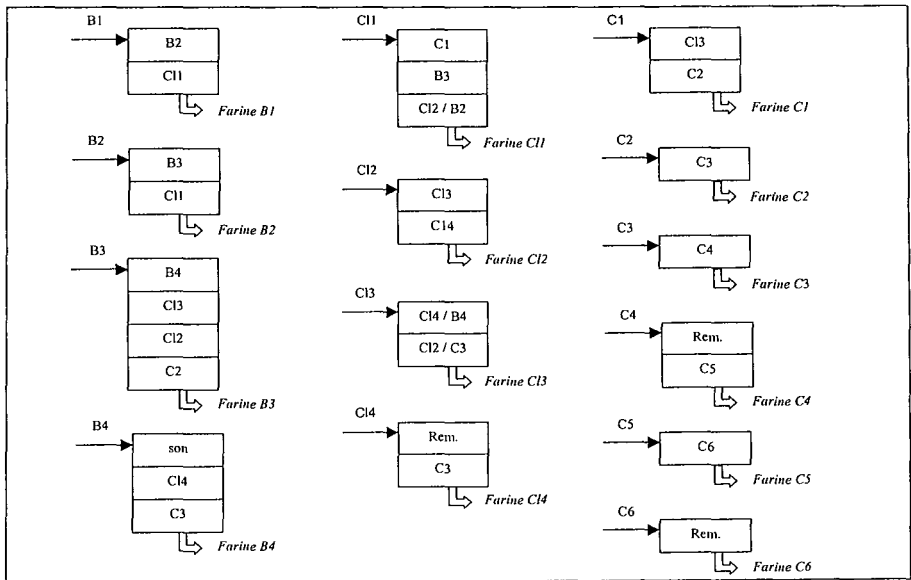 B1
B2
Cl1
Farine B1
B2
B3
Cl1
Farine B2
B3
B4
Cl3
Cl2
C2
Farine B3
B4
son
Cl4
C3
Farine B4
Cl1
C1
B3
Cl2 / B2
Farine Cl1
Cl2
Cl3
C14
Farine Cl2
Cl3
Cl4 / B4
Cl2 / C3
Farine Cl3
Cl4
Rem.
C3
Farine Cl4
C1
Cl3
C2
Farine C1
C2
C3
Farine C2
C3
C4
Farine C3
C4
Rem.
C5
Farine C4
C5
C6
Farine C5
C6
Rem.
Farine C6